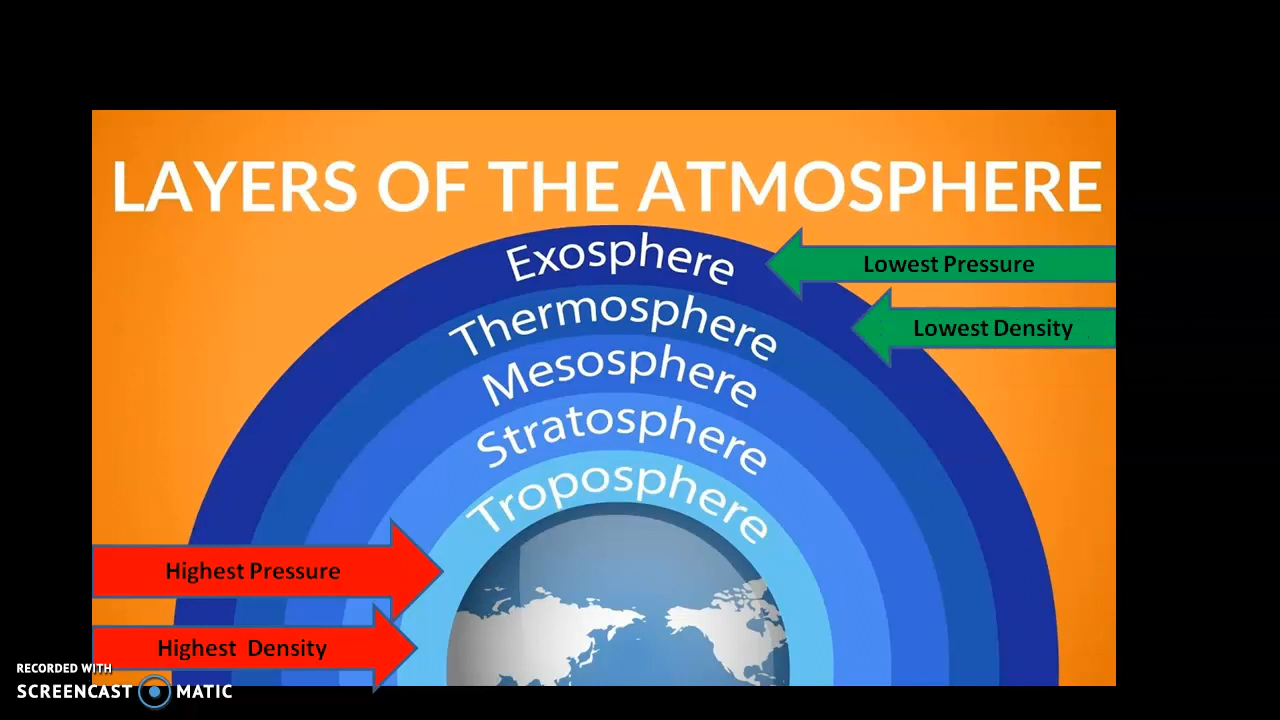 LAYERS OF THE ATMOSPHERE
Exosphere
Lowest Pressure
Thermosphere
Lowest Density
Mesosphere
Stratosphere
Troposphere
Highest Pressure
Highest Density
RECORDED WITH
SCREENCAST MATIC